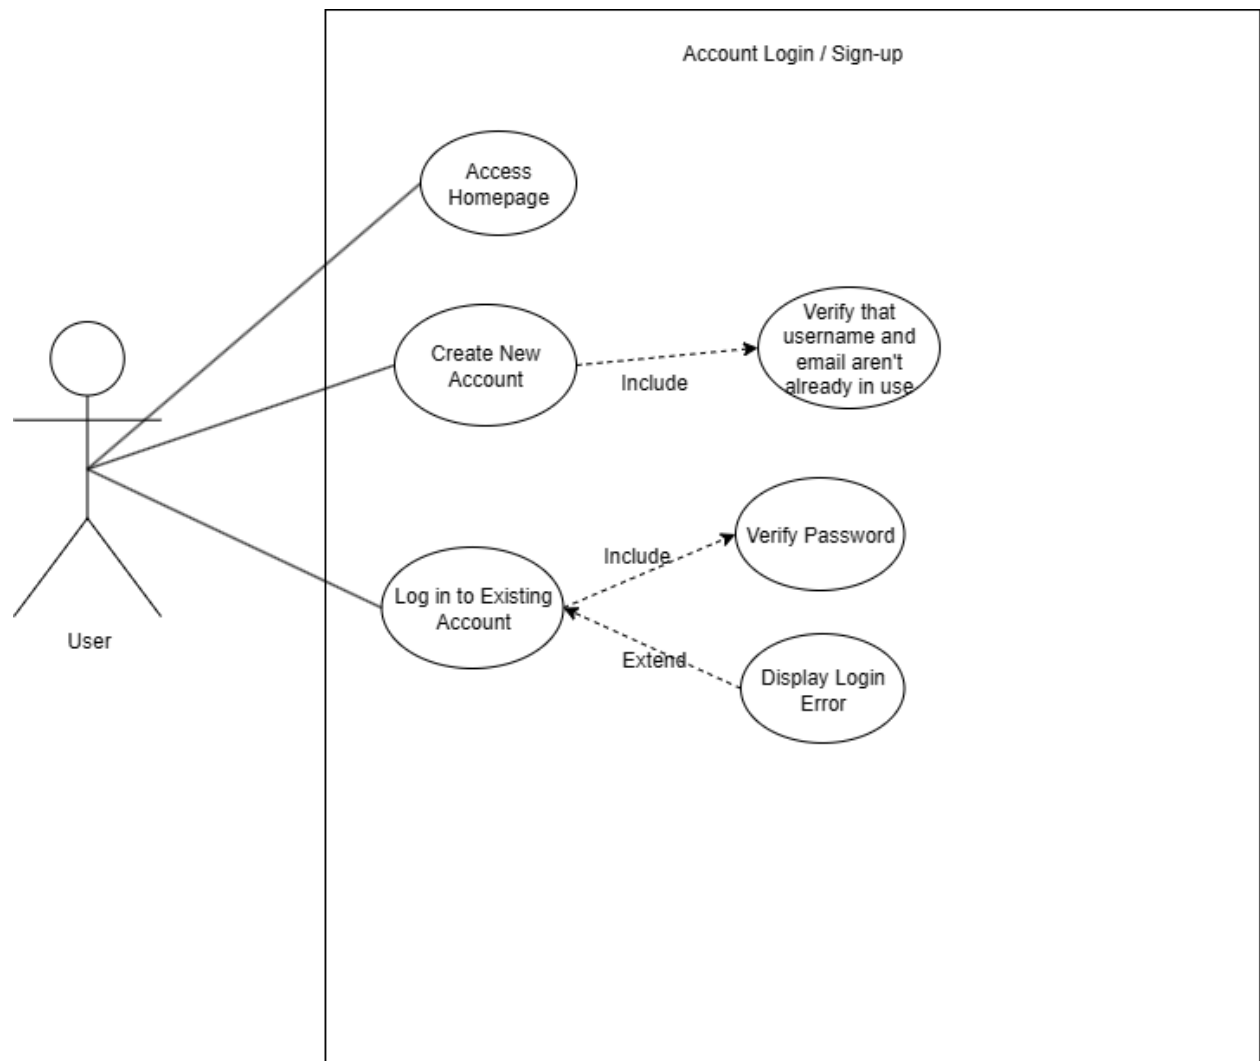 Account Login / Sign-up
Access
Homepage
Create New
Account
Include
Verify that
username and
email aren't
already in use
Verify Password
Include
Log in to Existing
Account
Extend
Display Login
Error
User